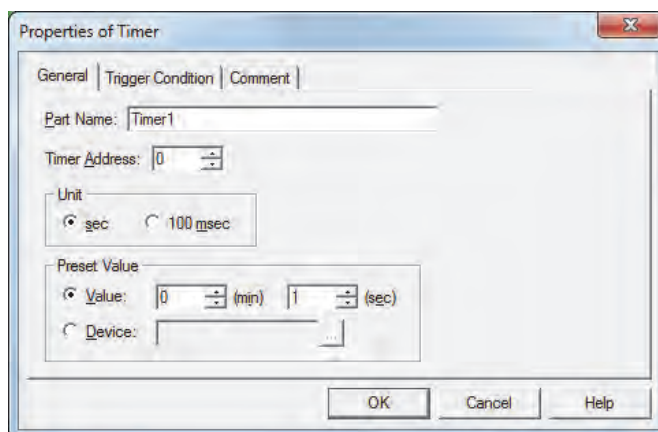 Properties of Timer
General Trigger Condition Comment
Part Name: Timer1
Timer Address: 0
Unit
sec 100 msec
Preset Value
Value: 0 (min) 1 (sec)
Device: ...
OK Cancel Help